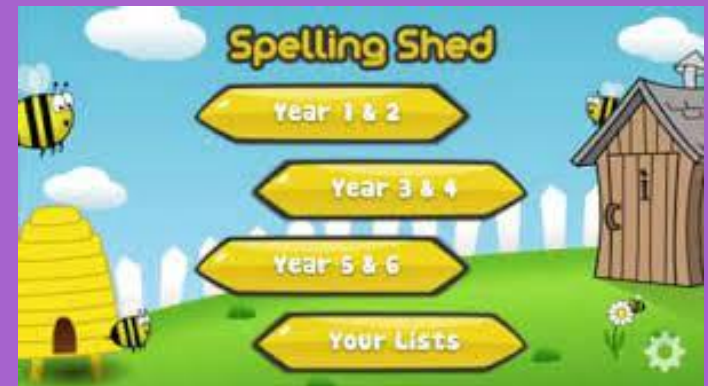 Spelling Shed
Year 1 & 2
Year 3 & 4
Year 5 & 6
Your Lists
i